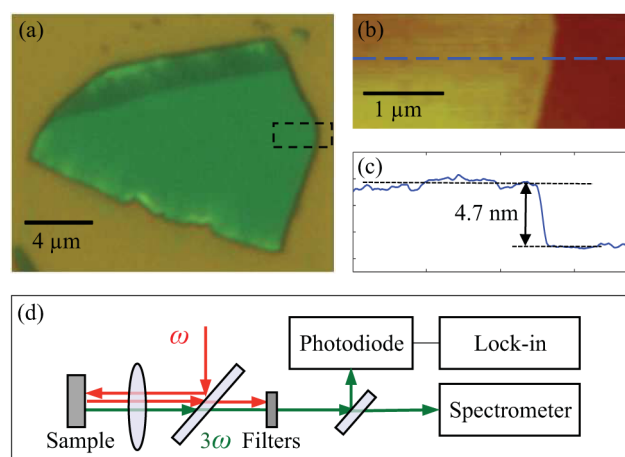 (a)
4 µm
(b)
1 µm
(c)
4.7 nm
(d)
ω
3ω
Sample
Filters
Photodiode
Lock-in
Spectrometer